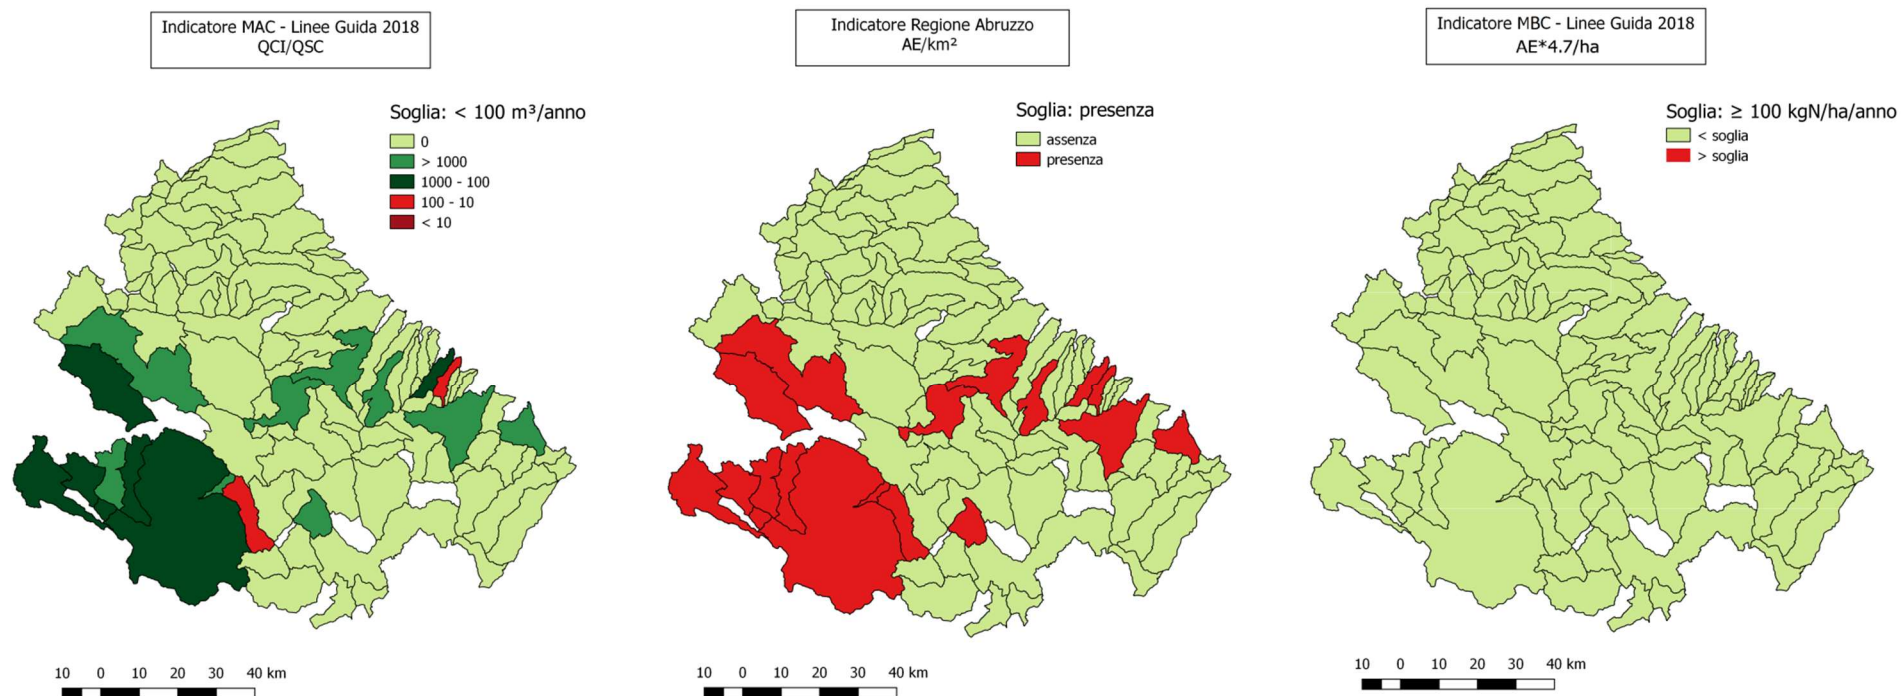 Indicatore MAC - Linee Guida 2018
QCI/QSC
Soglia: < 100 m³/anno
0
> 1000
1000 - 100
100 - 10
< 10
10 0 10 20 30 40 km
Indicatore Regione Abruzzo
AE/km²
Soglia: presenza
assenza
presenza
10 0 10 20 30 40 km
Indicatore MBC - Linee Guida 2018
AE*4.7/ha
Soglia: ≥ 100 kgN/ha/anno
< soglia
> soglia
10 0 10 20 30 40 km